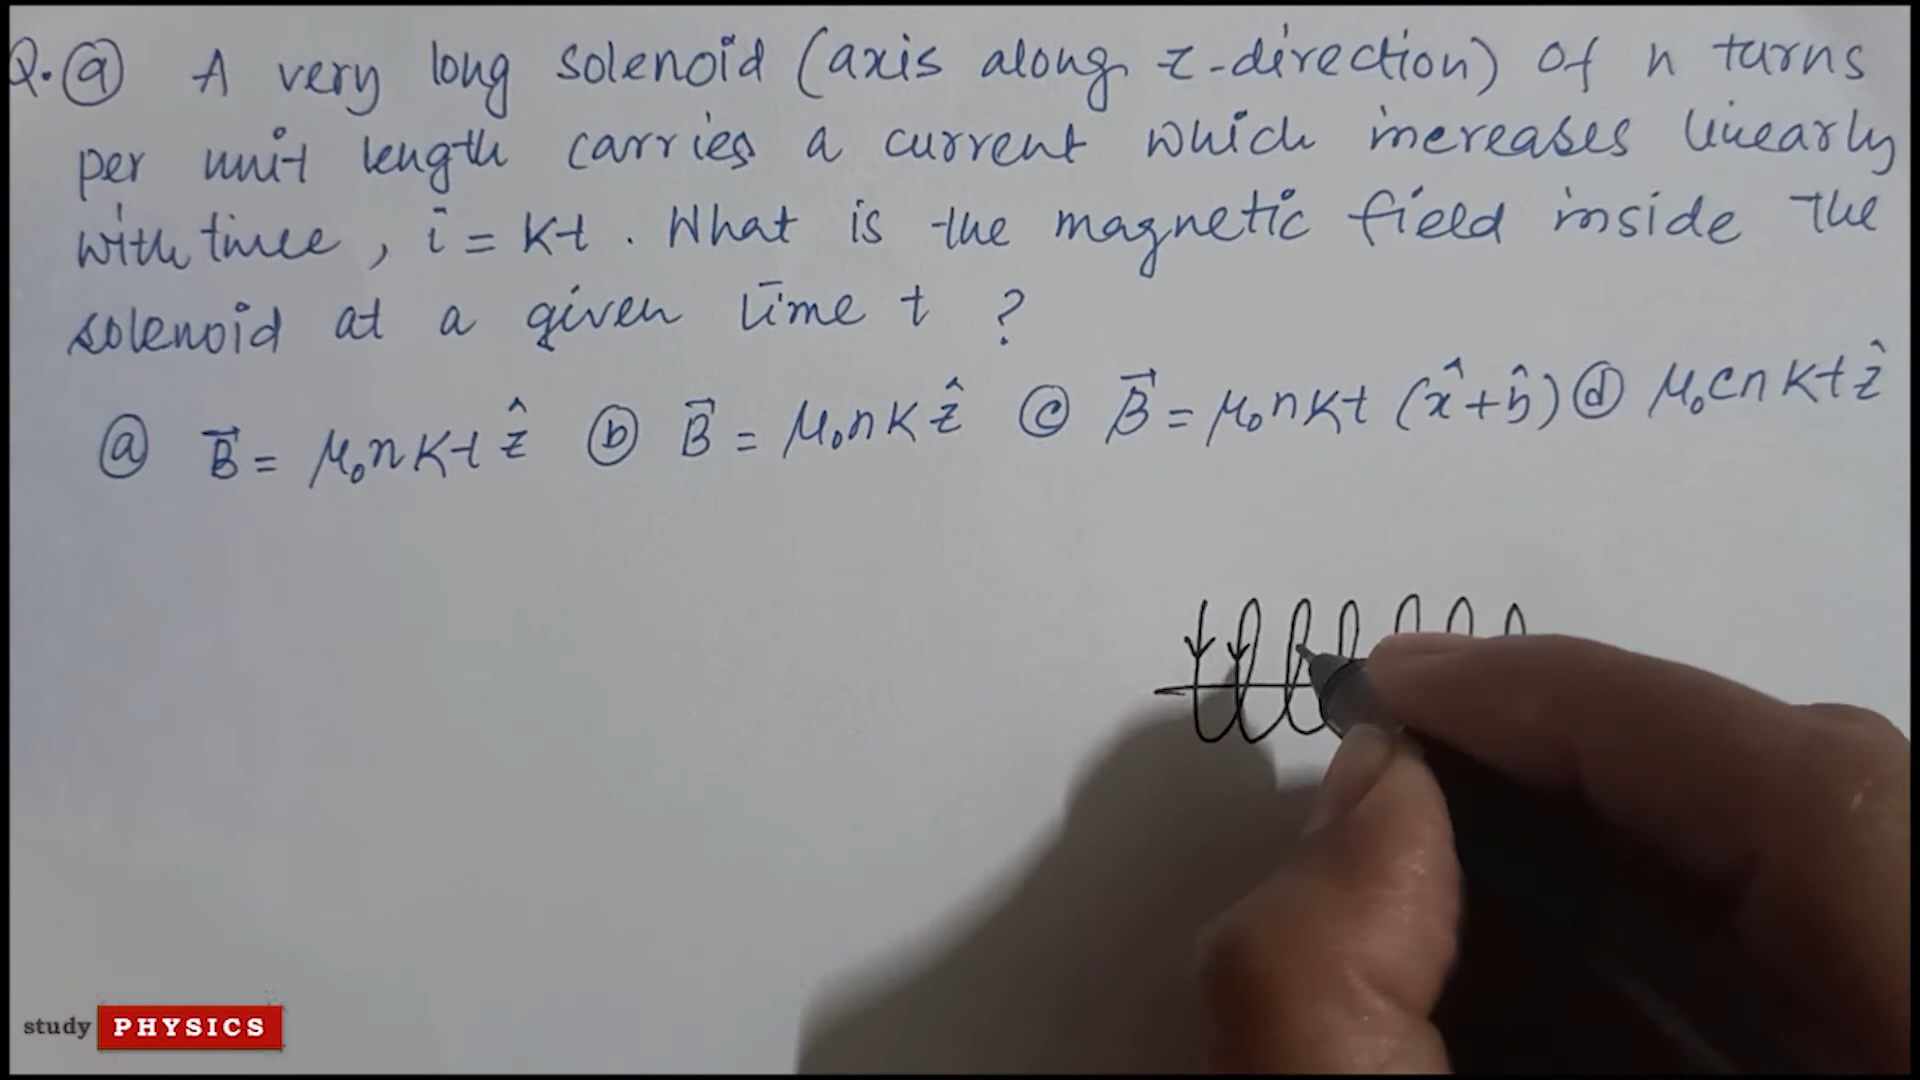 Q. ⓐ A very long solenoid (axis along z-direction) of n turns
per unit length carries a current which increases linearly
with time, i = Kt. What is the magnetic field inside the
solenoid at a given time t ?
ⓐ B⃗ = μ₀nKt ẑ ⓑ B⃗ = μ₀nK ẑ ⓒ B⃗ = μ₀nKt (x̂+ĥ) ⓓ μ₀cnKt ẑ
study PHYSICS